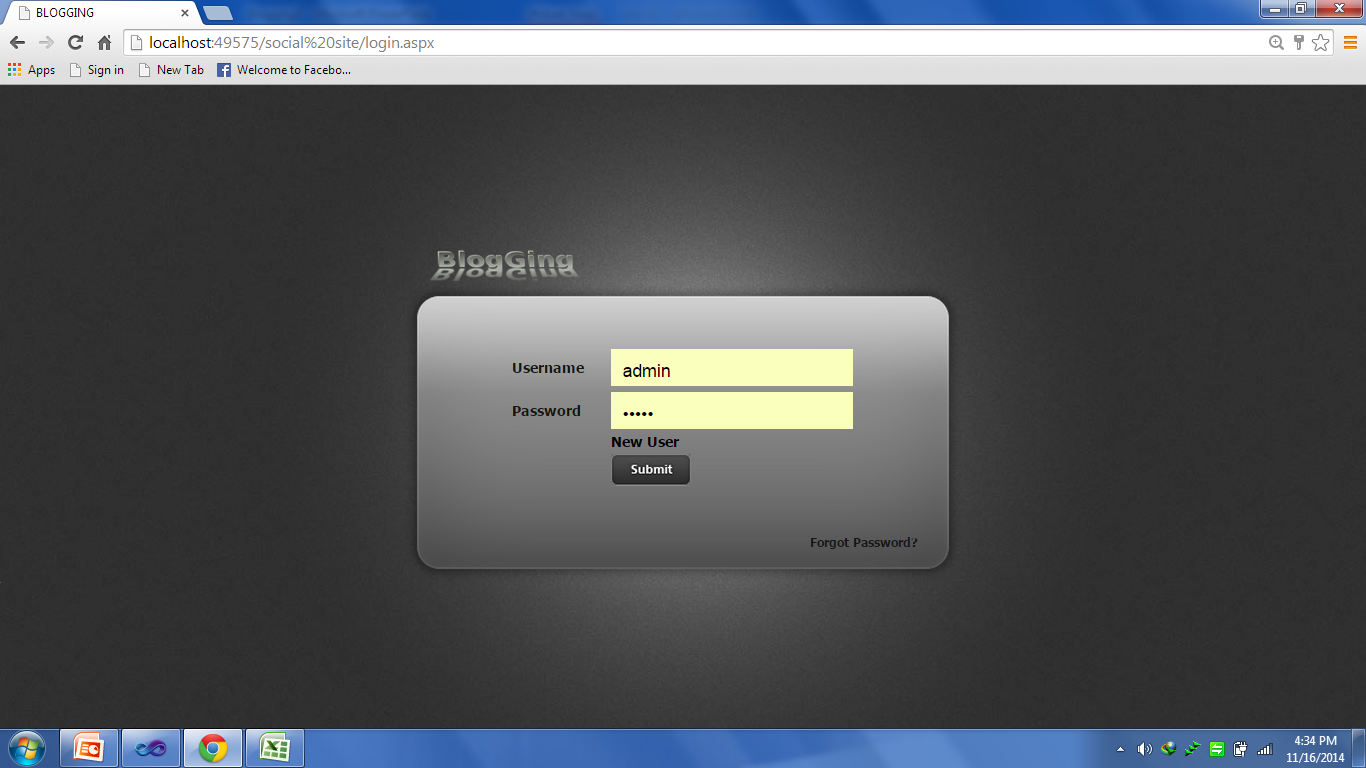 BLOGGING
localhost:49575/social%20site/login.aspx
Apps Sign in New Tab Welcome to Facebo...
BlogGing
Username admin
Password •••••
New User
Submit
Forgot Password?
4:34 PM
11/16/2014